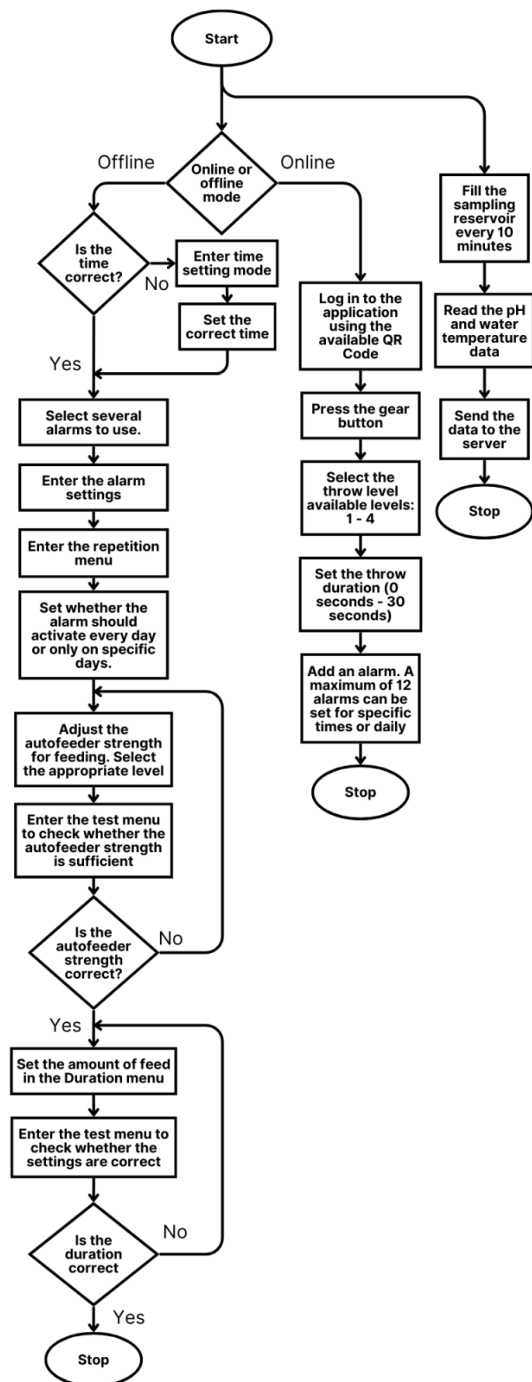 Start
Offline
Online or
offline
mode
Online
Is the
time
correct?
No
Enter time
setting mode
Set the
correct time
Yes
Select several
alarms to use.
Enter the alarm
settings
Enter the
repetition menu
Set whether the
alarm should
activate every day
or only on specific
days.
Adjust the
autofeeder strength
for feeding. Select
the appropriate level
Enter the test menu
to check whether the
autofeeder strength
is sufficient
Is the
autofeeder
strength
correct?
No
Yes
Set the amount of feed
in the Duration menu
Enter the test menu to
check whether the
settings are correct
Is the
duration
correct
No
Yes
Stop
Log in to the
application
using the
available QR
Code
Press the gear
button
Select the
throw level
available levels:
1 - 4
Set the throw
duration (0
seconds - 30
seconds)
Add an alarm. A
maximum of 12
alarms can be
set for specific
times or daily
Stop
Fill the
sampling
reservoir
every 10
minutes
Read the pH
and water
temperature
data
Send the
data to the
server
Stop